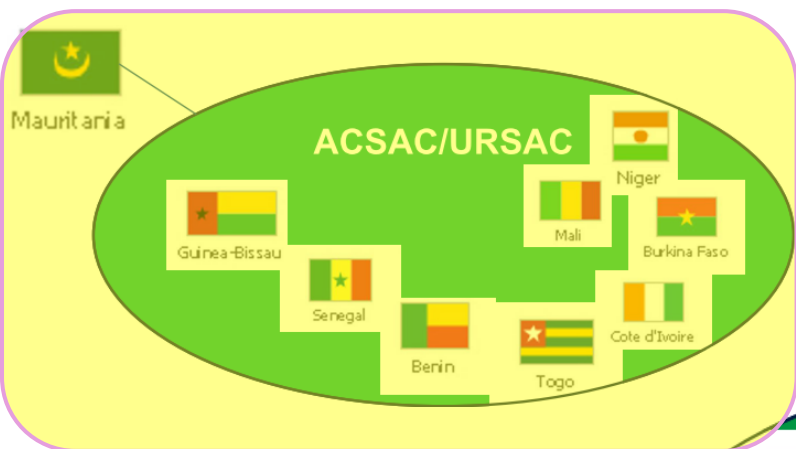 Mauritania
ACSAC/URSAC
Niger
Mali
Guinea-Bissau
Burkina Faso
Senegal
Cote d'Ivoire
Benin
Togo